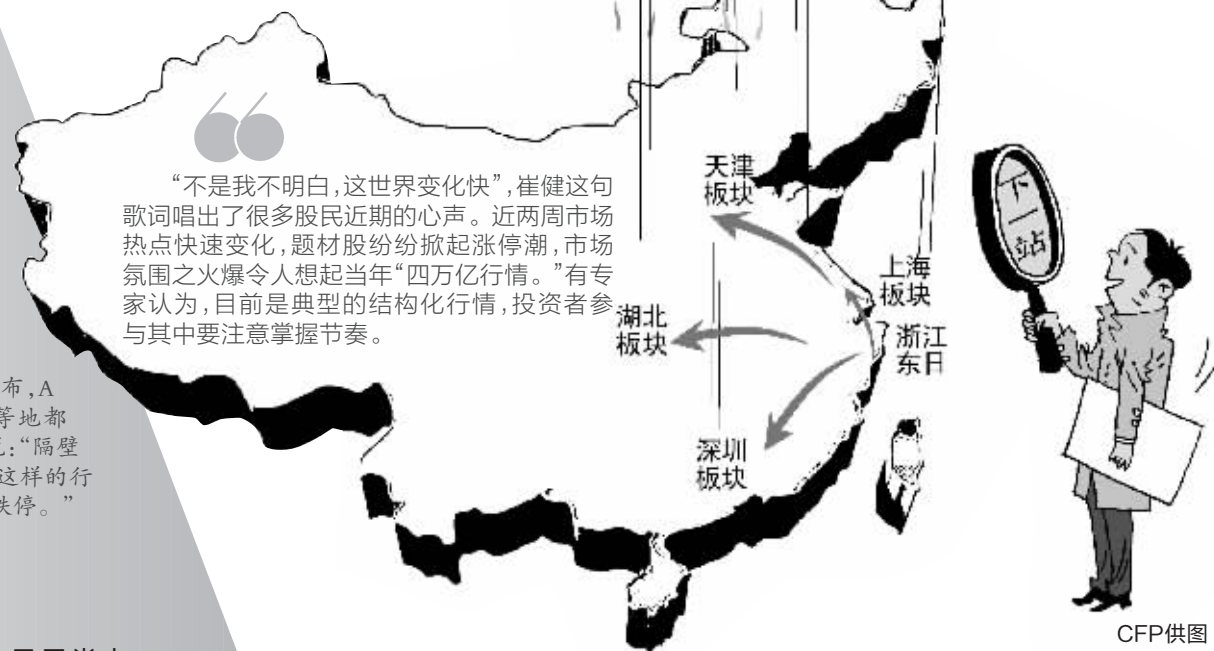 “不是我不明白,这世界变化快”,崔健这句
歌词唱出了很多股民近期的心声。近两周市场
热点快速变化,题材股纷纷掀起涨停潮,市场
氛围之火爆令人想起当年“四万亿行情。”有专
家认为,目前是典型的结构化行情,投资者参
与其中要注意掌握节奏。
天津
板块
上海
板块
湖北
板块
浙江
东日
深圳
板块
下
一
站
布,A
等地都
:“隔壁
这样的行
跌停。”
CFP供图